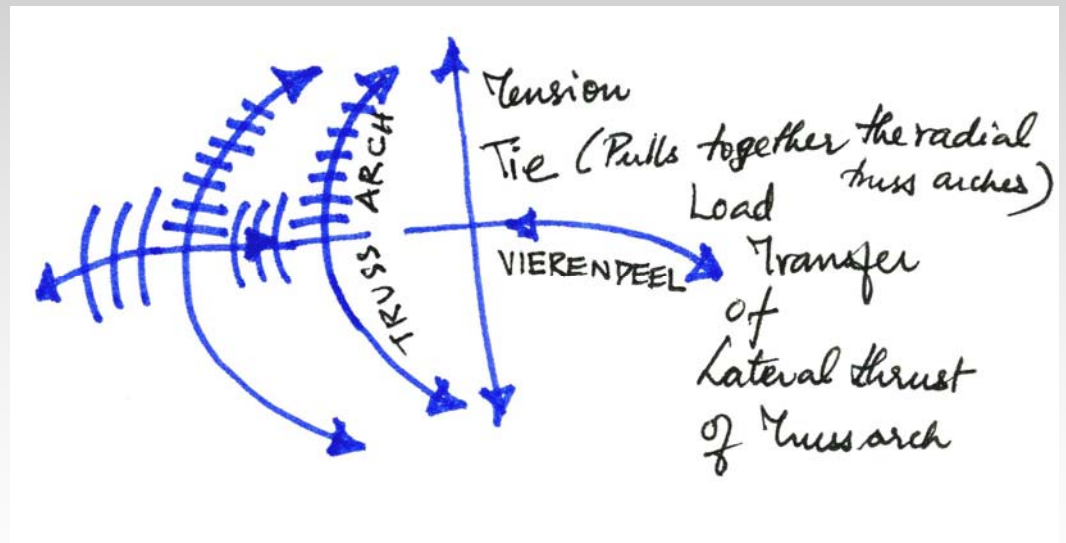 Tension
Tie (Pulls together the radial
truss arches)
Load
Transfer
of
Lateral thrust
of Truss arch
VIERENDEEL
TRUSS ARCH